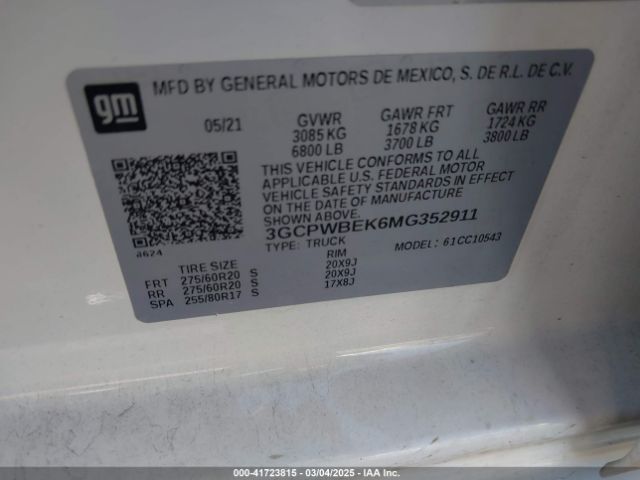 gm
MFD BY GENERAL MOTORS DE MEXICO, S. DE R.L. DE C.V.
05/21 GVWR GAWR FRT GAWR RR
3085 KG 1678 KG 1724 KG
6800 LB 3700 LB 3800 LB
THIS VEHICLE CONFORMS TO ALL
APPLICABLE U.S. FEDERAL MOTOR
VEHICLE SAFETY STANDARDS IN EFFECT
ON THE DATE OF MANUFACTURE
SHOWN ABOVE.
3GCPWBEK6MG352911
TYPE: TRUCK MODEL: 61CC10543
a624
TIRE SIZE RIM
FRT 275/60R20 S 20X9J
RR 275/60R20 S 20X9J
SPA 255/80R17 S 17X8J
000-41723815 - 03/04/2025 - IAA Inc.